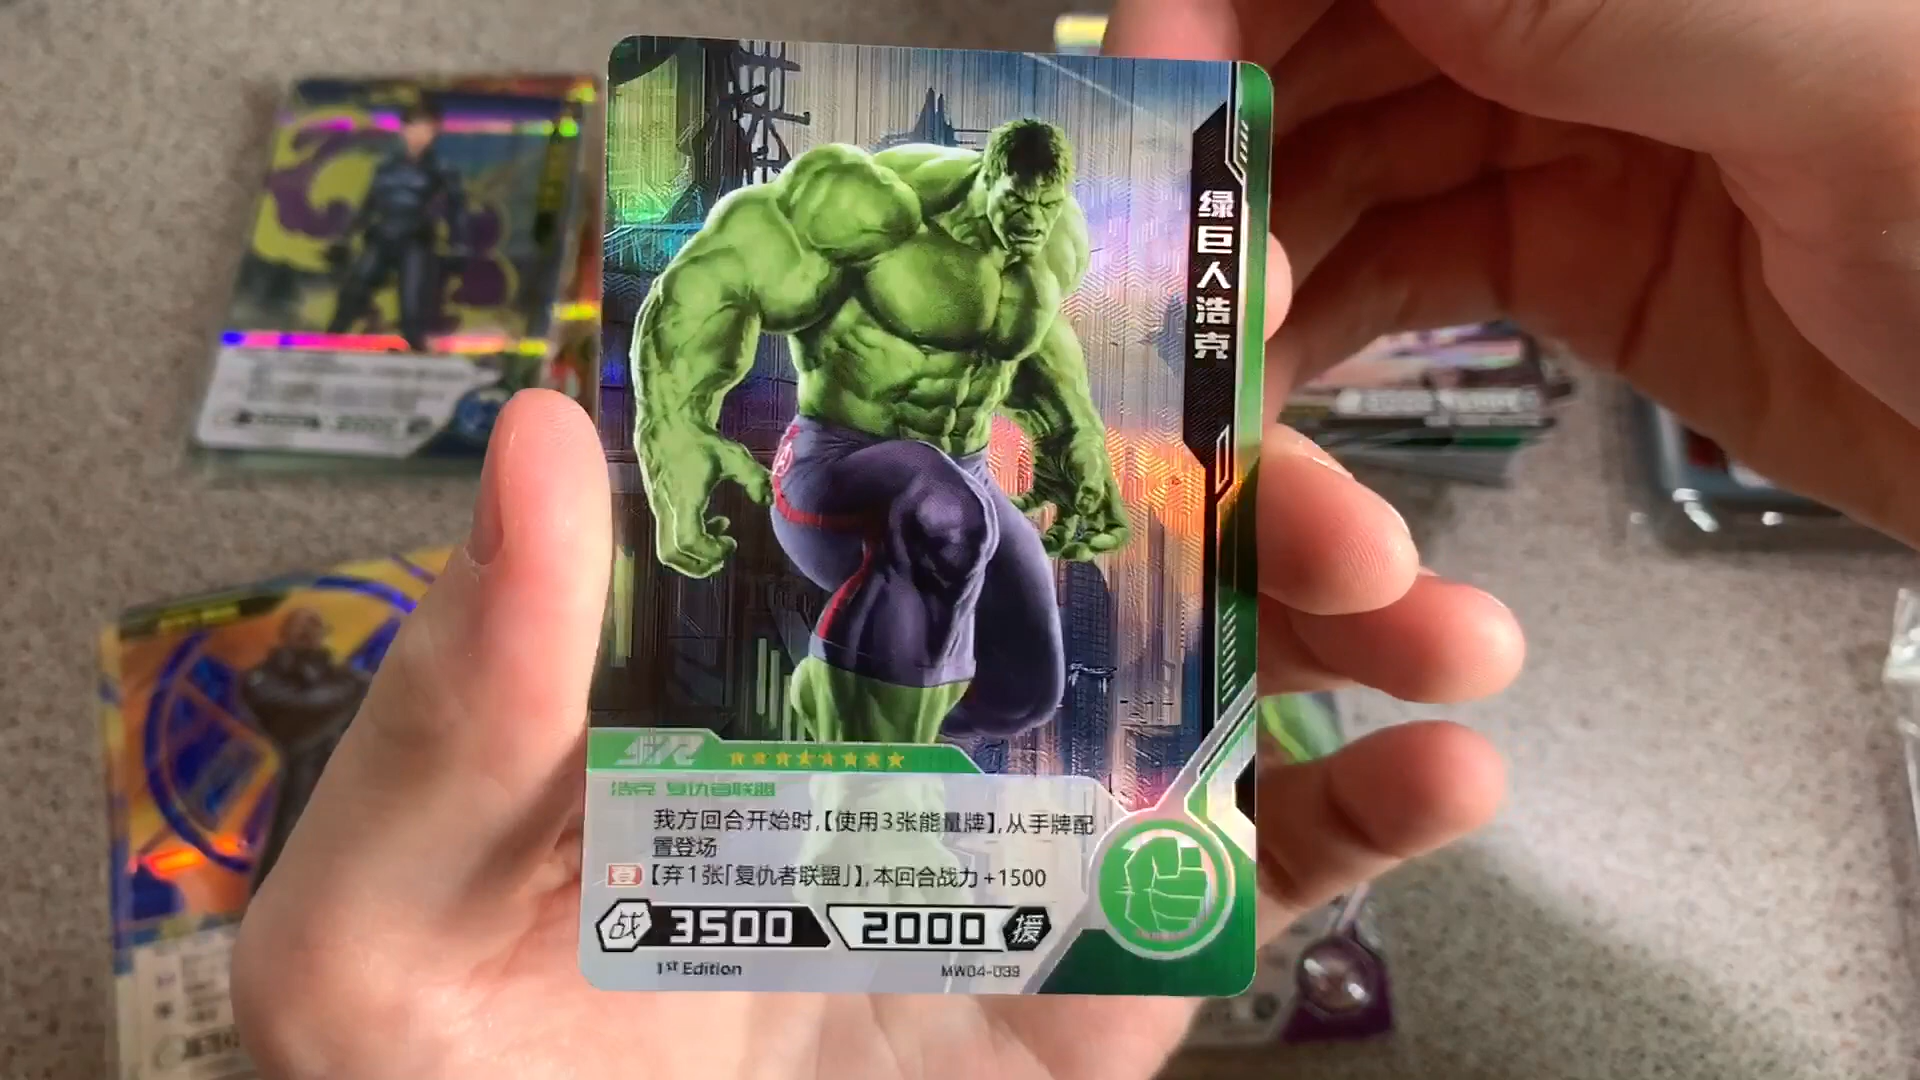 绿巨人浩克
SR
浩克 复仇者联盟
我方回合开始时,【使用3张能量牌】,从手牌配
置登场
登【弃1张「复仇者联盟」】,本回合战力+1500
战 3500 2000 援
1st Edition MW04-039